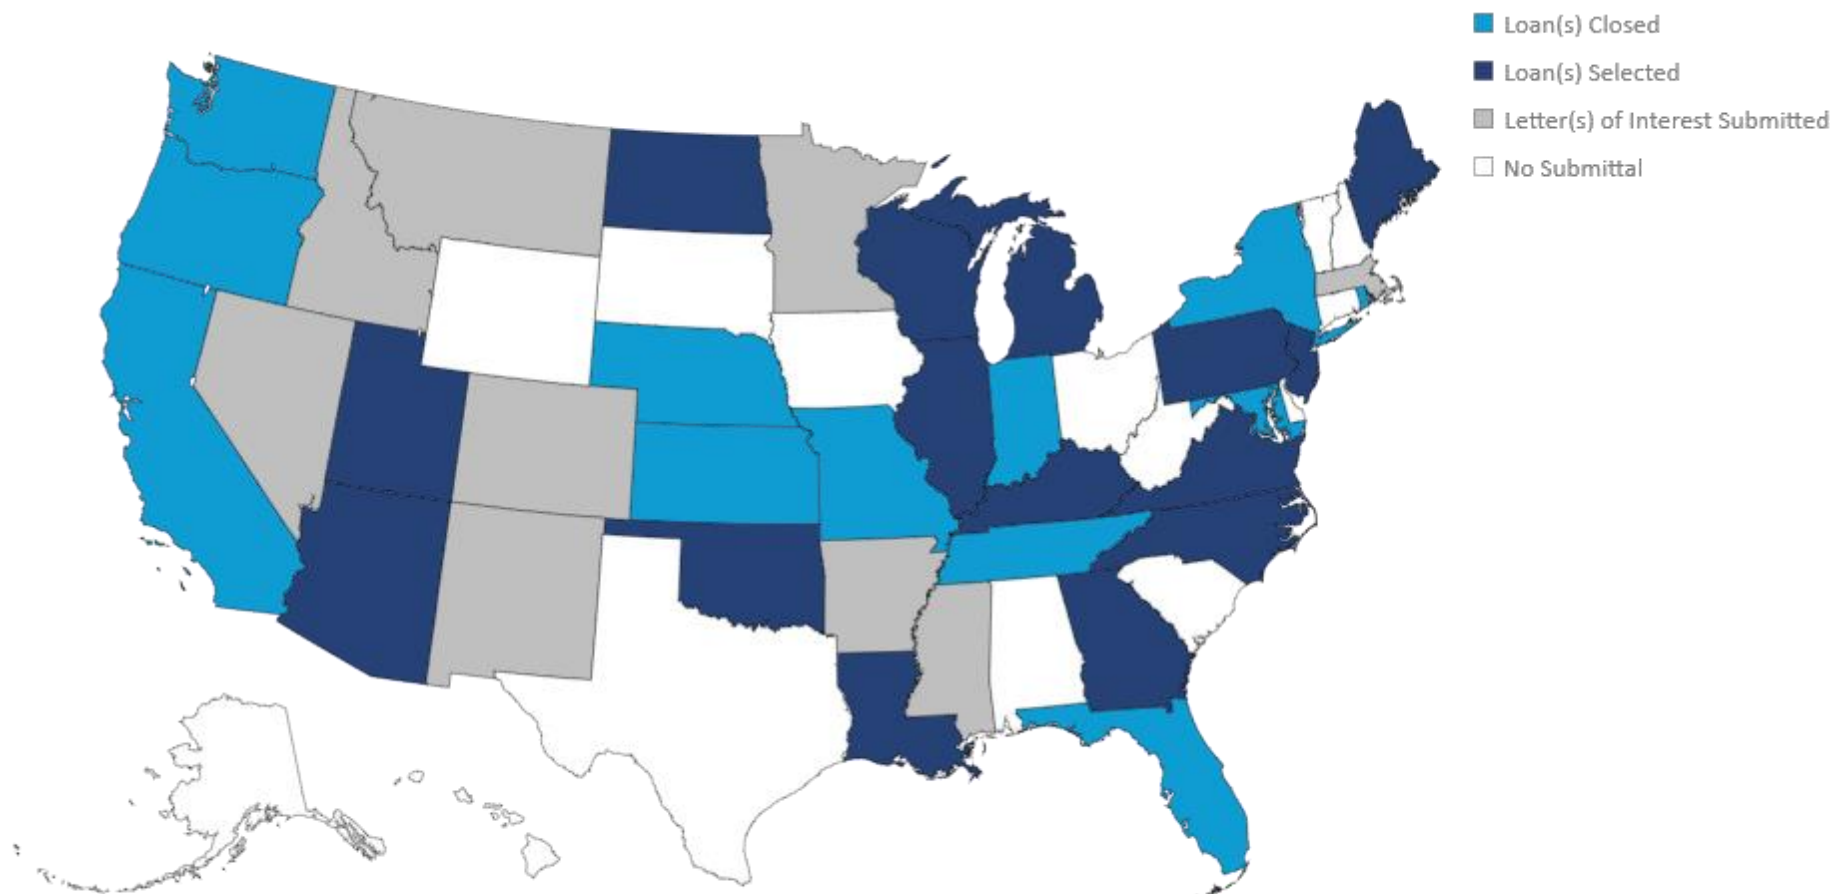 Loan(s) Closed
Loan(s) Selected
Letter(s) of Interest Submitted
No Submittal